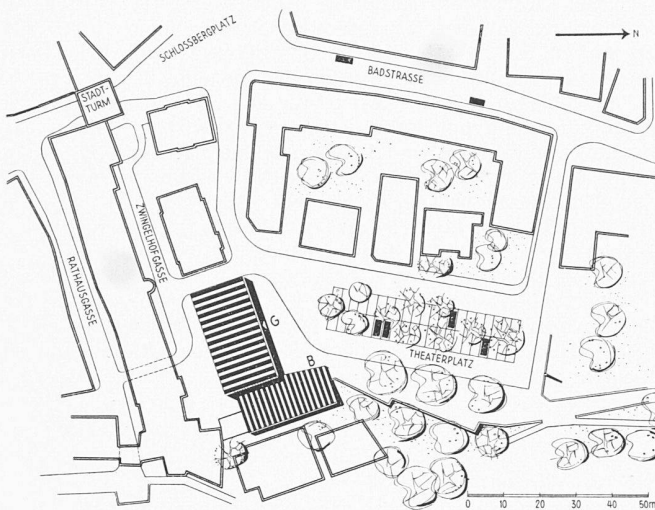 SCHLOSSBERGPLATZ
N
BADSTRASSE
STADT-
TURM
ZWINGELHOFGASSE
RATHAUSGASSE
G
B
THEATERPLATZ
0 10 20 30 40 50m